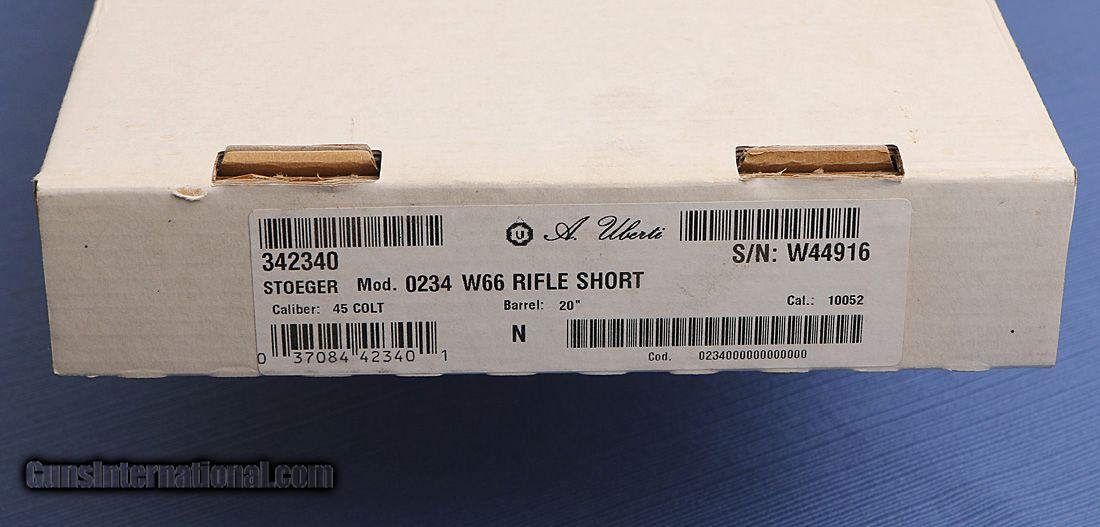 U A. Uberti
342340 S/N: W44916
STOEGER Mod. 0234 W66 RIFLE SHORT
Caliber: 45 COLT Barrel: 20" Cal.: 10052
N
0 37084 42340 1 Cod. 0234000000000000
GunsInternational.com